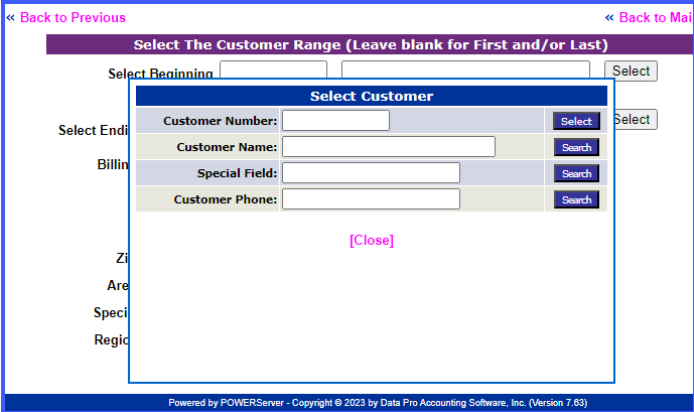 « Back to Previous « Back to Mai
Select The Customer Range (Leave blank for First and/or Last)
Select Beginning Select
Select Customer
Customer Number: Select
Select Endi Select
Customer Name: Search
Billin
Special Field: Search
Customer Phone: Search
[Close]
Zi
Are
Speci
Regio
Powered by POWERServer - Copyright © 2023 by Data Pro Accounting Software, Inc. (Version 7.63)